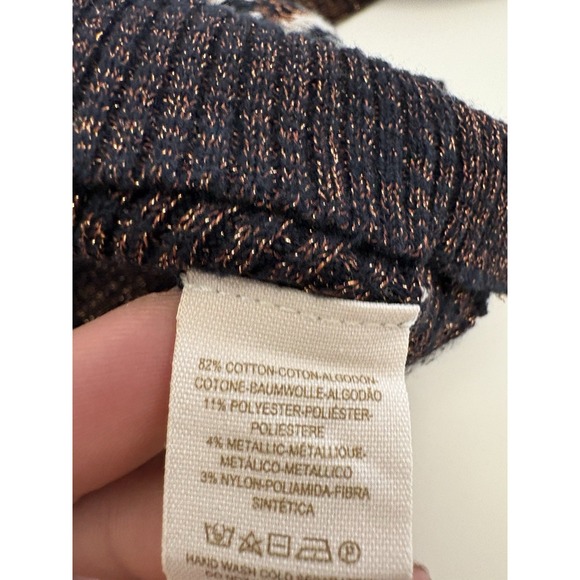 82% COTTON-COTON-ALGODÓN-
COTONE-BAUMWOLLE-ALGODÃO
11% POLYESTER-POLIÉSTER-
POLIESTERE
4% METALLIC-MÉTALLIQUE-
METÁLICO-METALLICO
3% NYLON-POLIAMIDA-FIBRA
SINTÉTICA
HAND WASH COLD